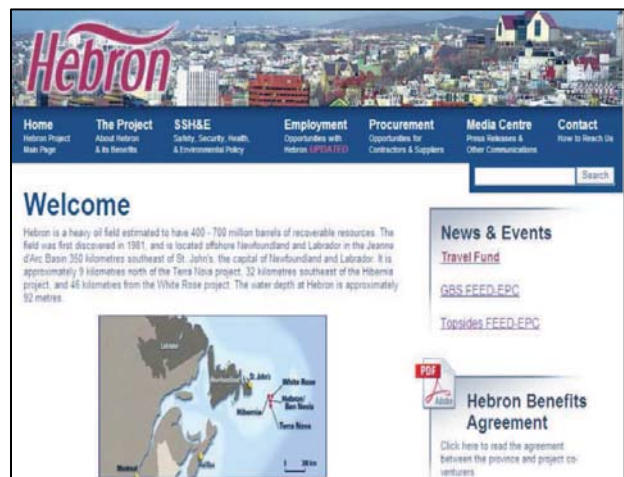 Hebron
Home
Hebron Project
Main Page
The Project
About Hebron
& its Benefits
SSH&E
Safety, Security, Health,
& Environmental Policy
Employment
Opportunities with
Hebron UPDATED
Procurement
Opportunities for
Contractors & Suppliers
Media Centre
Press Releases &
Other Communications
Contact
How to Reach Us
Search
Welcome
Hebron is a heavy oil field estimated to have 400 - 700 million barrels of recoverable resources. The
field was first discovered in 1981, and is located offshore Newfoundland and Labrador in the Jeanne
d'Arc Basin 350 kilometres southeast of St. John's, the capital of Newfoundland and Labrador. It is
approximately 9 kilometres north of the Terra Nova project, 32 kilometres southeast of the Hibernia
project, and 46 kilometres from the White Rose project. The water depth at Hebron is approximately
92 metres.
Labrador
St. John's
White Rose
Hebron/
Ben Nevis
Hibernia
Terra Nova
Halifax
Montreal
News & Events
Travel Fund
GBS FEED-EPC
Topsides FEED-EPC
PDF
Adobe
Hebron Benefits
Agreement
Click here to read the agreement
between the province and project co-
venturers